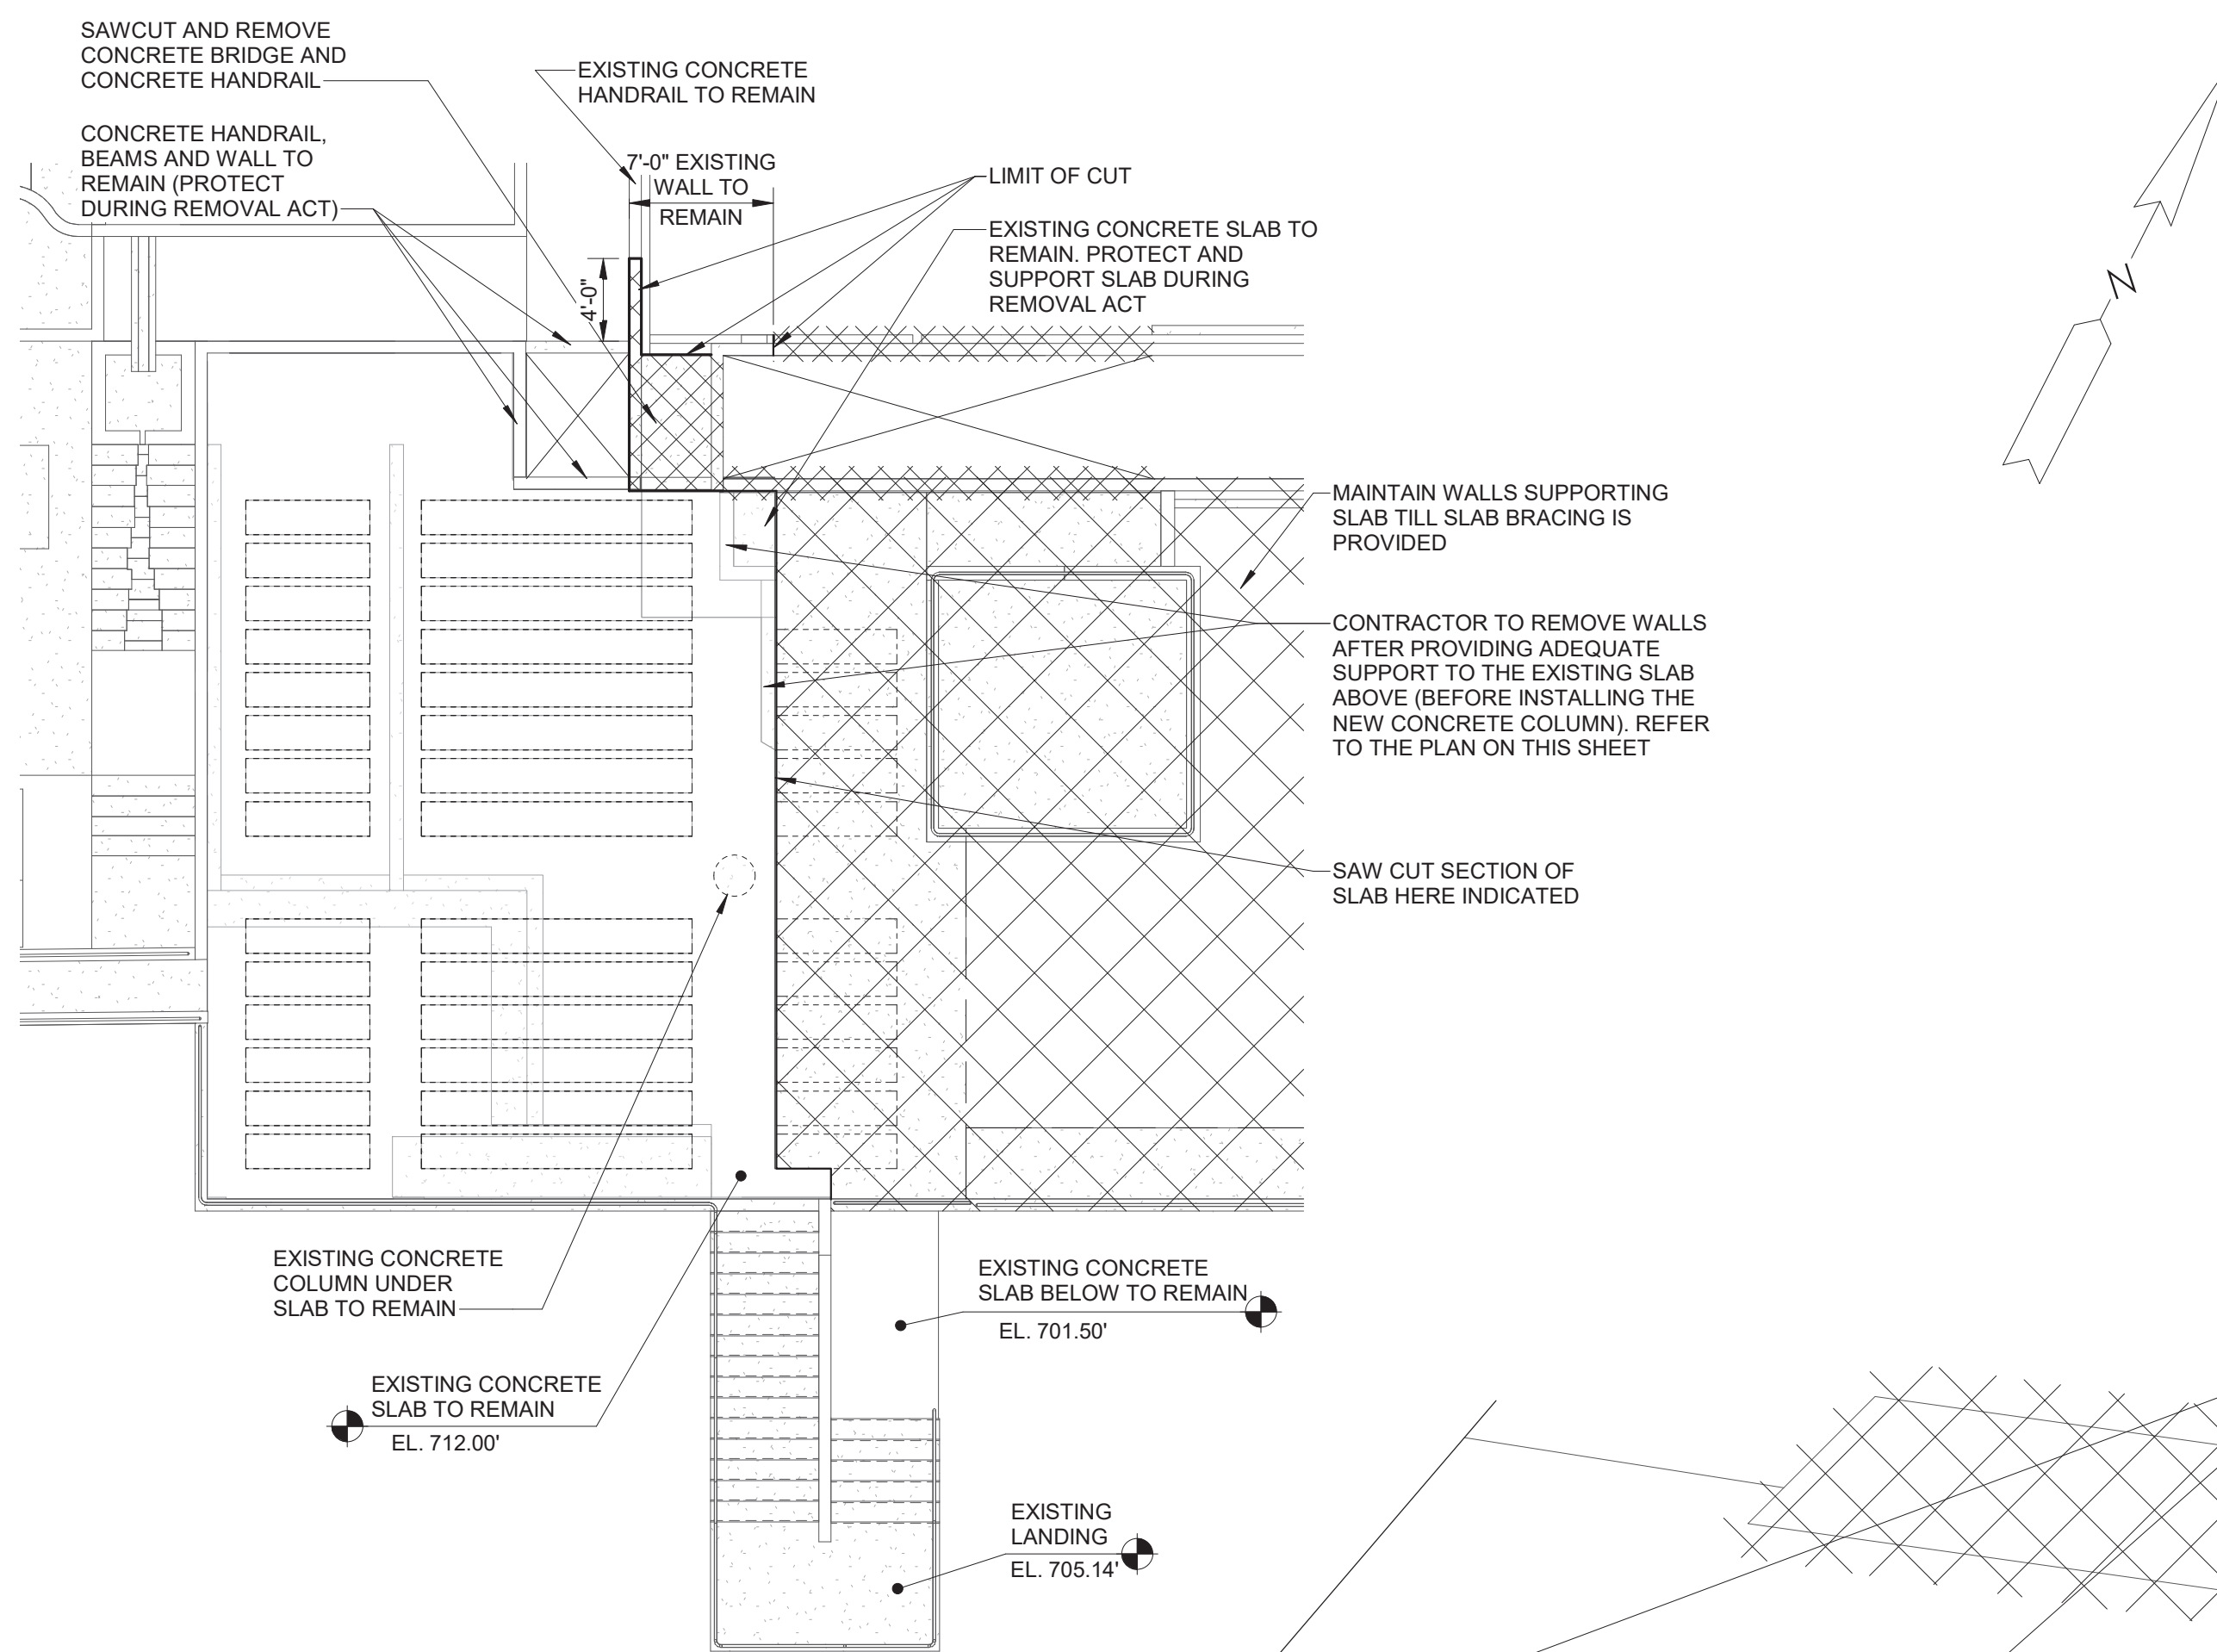 SAWCUT AND REMOVE
CONCRETE BRIDGE AND
CONCRETE HANDRAIL
EXISTING CONCRETE
HANDRAIL TO REMAIN
CONCRETE HANDRAIL,
BEAMS AND WALL TO
REMAIN (PROTECT
DURING REMOVAL ACT)
7'-0" EXISTING
WALL TO
REMAIN
LIMIT OF CUT
EXISTING CONCRETE SLAB TO
REMAIN. PROTECT AND
SUPPORT SLAB DURING
REMOVAL ACT
4'-0"
N
MAINTAIN WALLS SUPPORTING
SLAB TILL SLAB BRACING IS
PROVIDED
CONTRACTOR TO REMOVE WALLS
AFTER PROVIDING ADEQUATE
SUPPORT TO THE EXISTING SLAB
ABOVE (BEFORE INSTALLING THE
NEW CONCRETE COLUMN). REFER
TO THE PLAN ON THIS SHEET
SAW CUT SECTION OF
SLAB HERE INDICATED
EXISTING CONCRETE
COLUMN UNDER
SLAB TO REMAIN
EXISTING CONCRETE
SLAB BELOW TO REMAIN
EL. 701.50'
EXISTING CONCRETE
SLAB TO REMAIN
EL. 712.00'
EXISTING
LANDING
EL. 705.14'